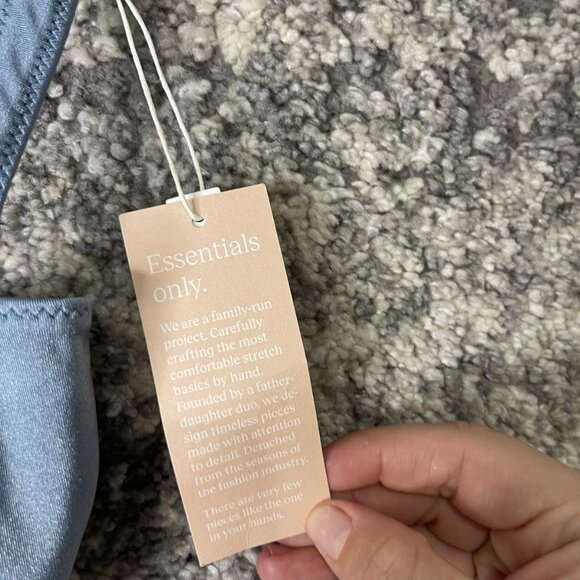 Essentials
only.
We are a family-run
project. Carefully
crafting the most
comfortable stretch
basics by hand.
Founded by a father-
daughter duo, we de-
sign timeless pieces
made with attention
to detail. Detached
from the seasons of
the fashion industry.
There are very few
pieces like the one
in your hands.